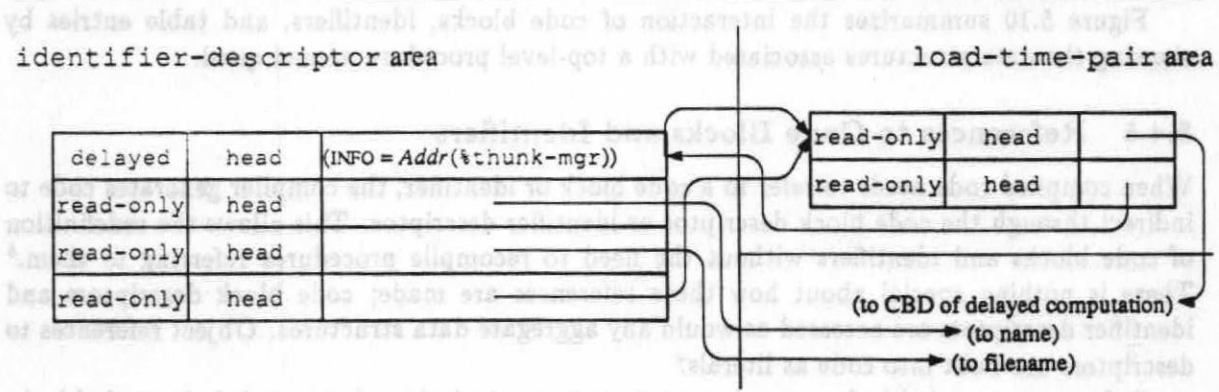 identifier-descriptor area
load-time-pair area
delayed head (INFO = Addr(%thunk-mgr))
read-only head
read-only head
read-only head
read-only head
read-only head
(to CBD of delayed computation)
(to name)
(to filename)